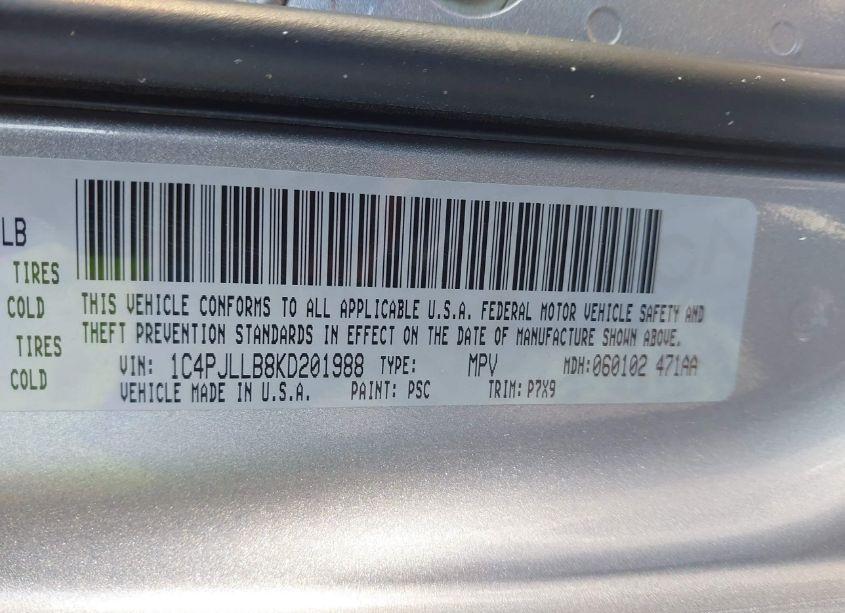 LB
TIRES
COLD
TIRES
COLD
THIS VEHICLE CONFORMS TO ALL APPLICABLE U.S.A. FEDERAL MOTOR VEHICLE SAFETY AND
THEFT PREVENTION STANDARDS IN EFFECT ON THE DATE OF MANUFACTURE SHOWN ABOVE.
VIN: 1C4PJLLB8KD201988 TYPE: MPV MDH:060102 471AA
VEHICLE MADE IN U.S.A. PAINT: PSC TRIM: P7X9